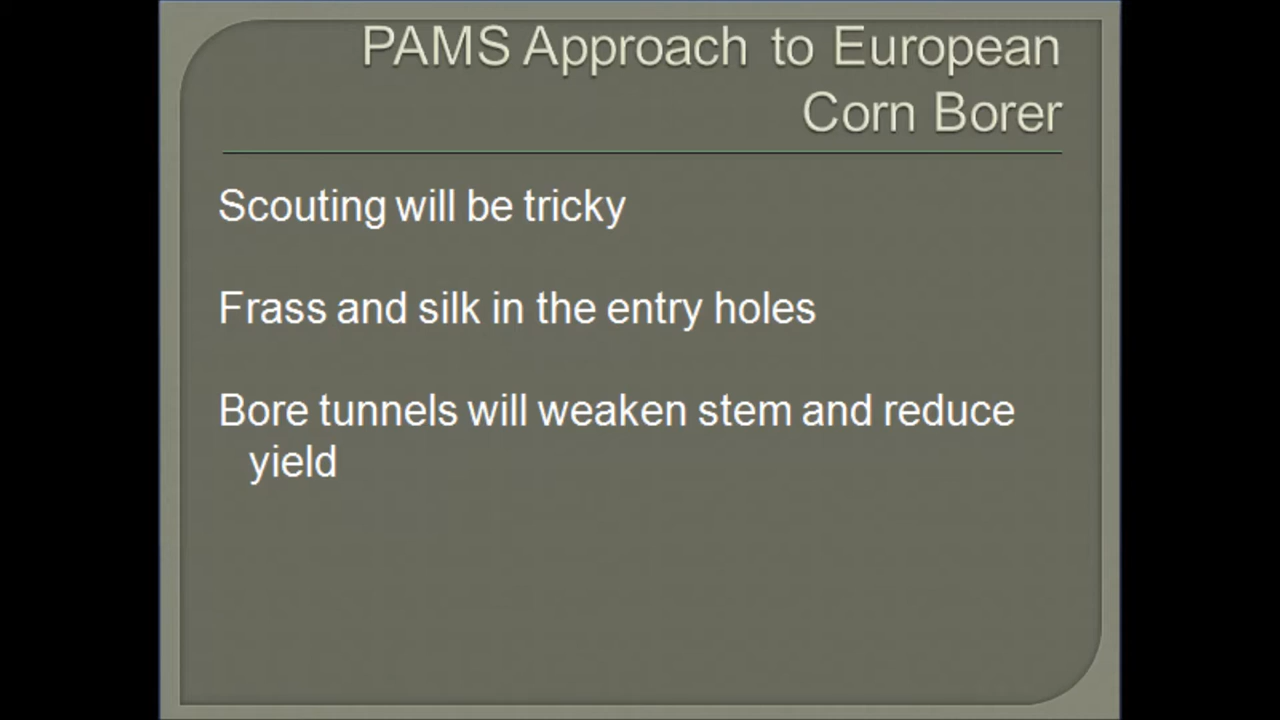 PAMS Approach to European
Corn Borer
Scouting will be tricky
Frass and silk in the entry holes
Bore tunnels will weaken stem and reduce
yield